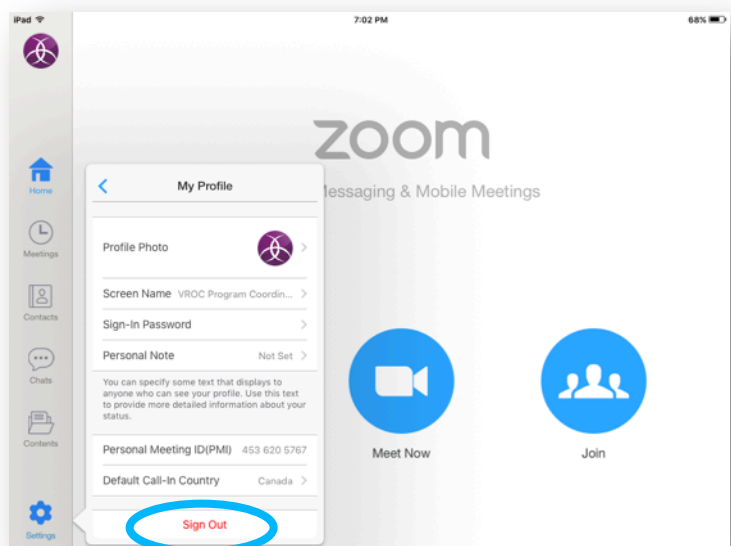 iPad 7:02 PM 68%
zoom
Messaging & Mobile Meetings
Home
Meetings
Contacts
Chats
Contents
Settings
My Profile
Profile Photo
Screen Name VROC Program Coordin...
Sign-In Password
Personal Note Not Set
You can specify some text that displays to
anyone who can see your profile. Use this text
to provide more detailed information about your
status.
Personal Meeting ID(PMI) 453 620 5767
Default Call-In Country Canada
Sign Out
Meet Now
Join